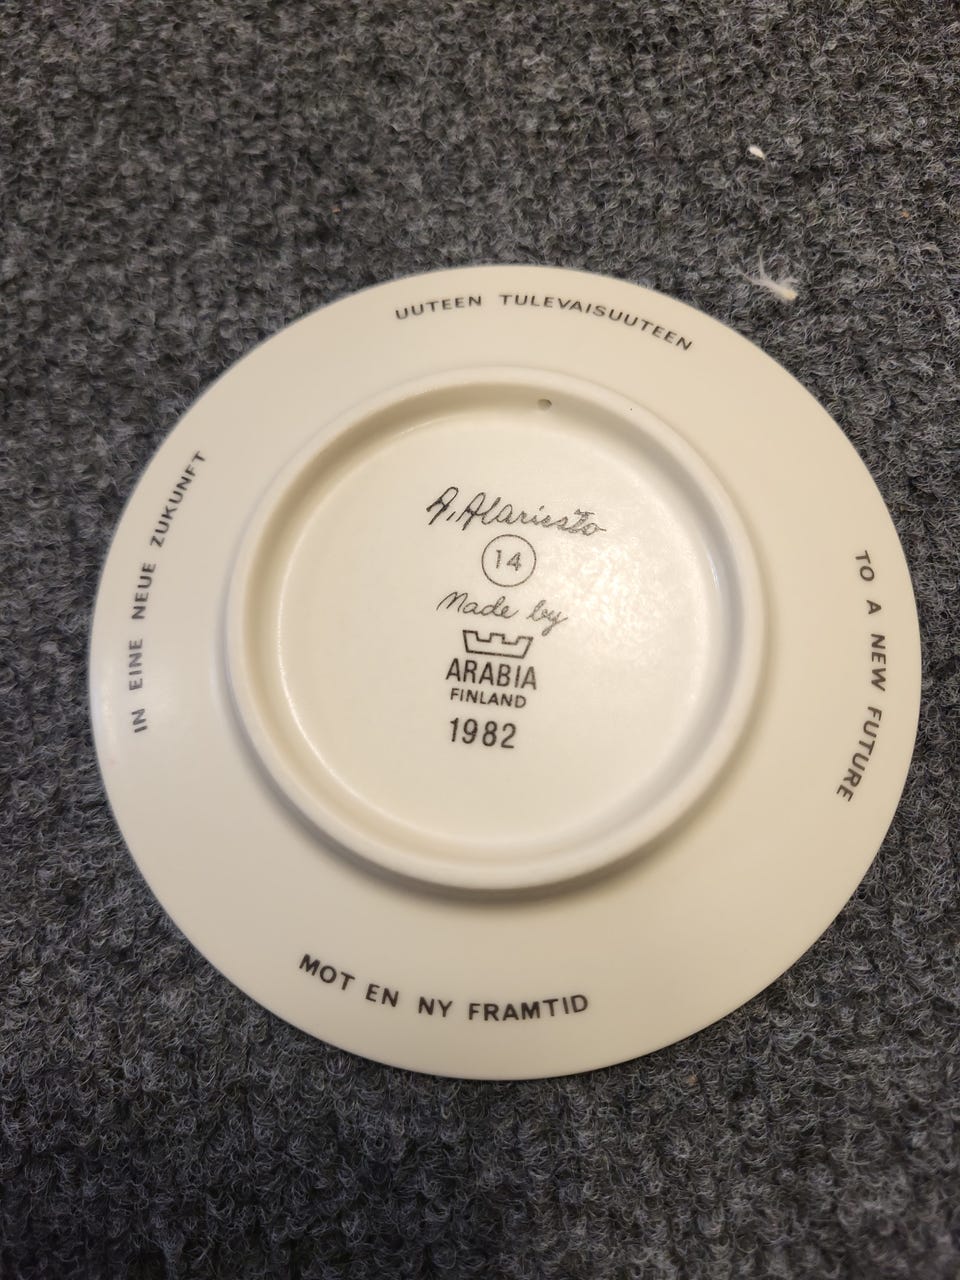 UUTEEN TULEVAISUUTEEN
IN EINE NEUE ZUKUNFT
A. Alariesto
14
Made by
ARABIA
FINLAND
1982
TO A NEW FUTURE
MOT EN NY FRAMTID